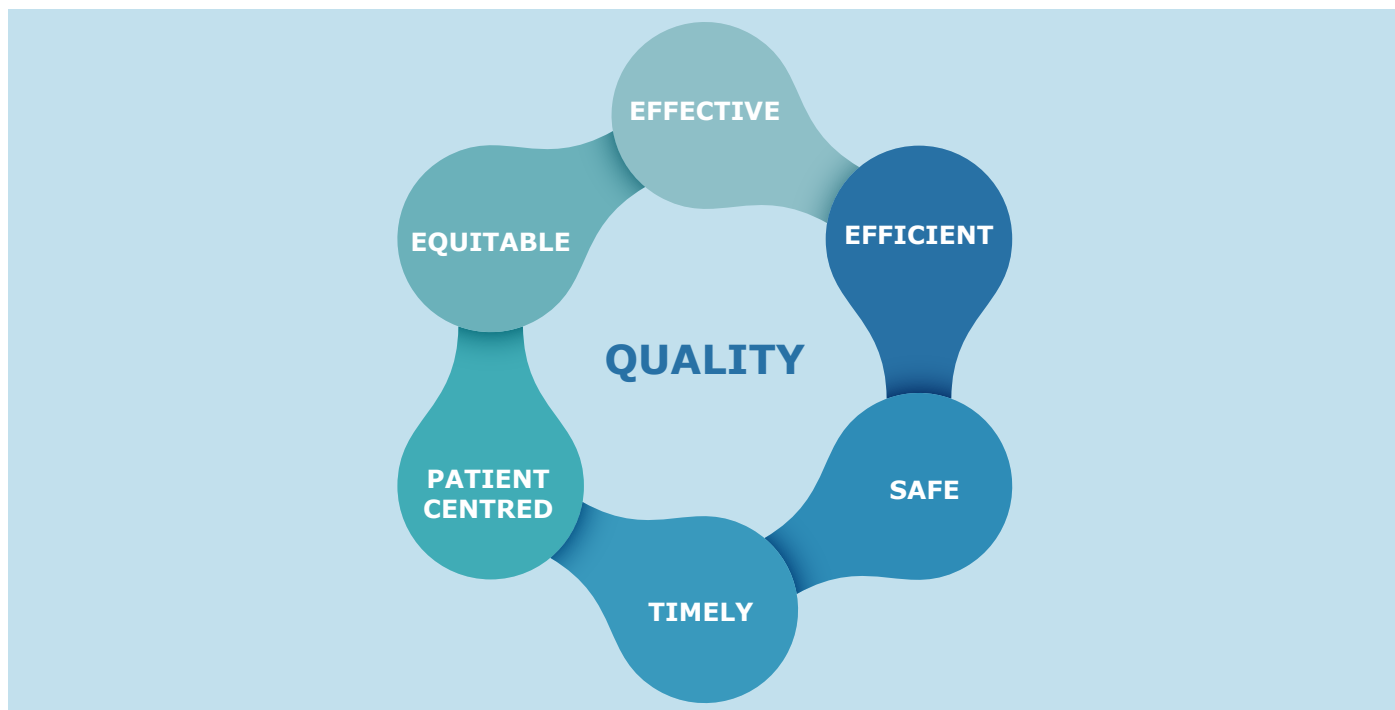 EFFECTIVE
EFFICIENT
EQUITABLE
QUALITY
PATIENT
CENTRED
SAFE
TIMELY